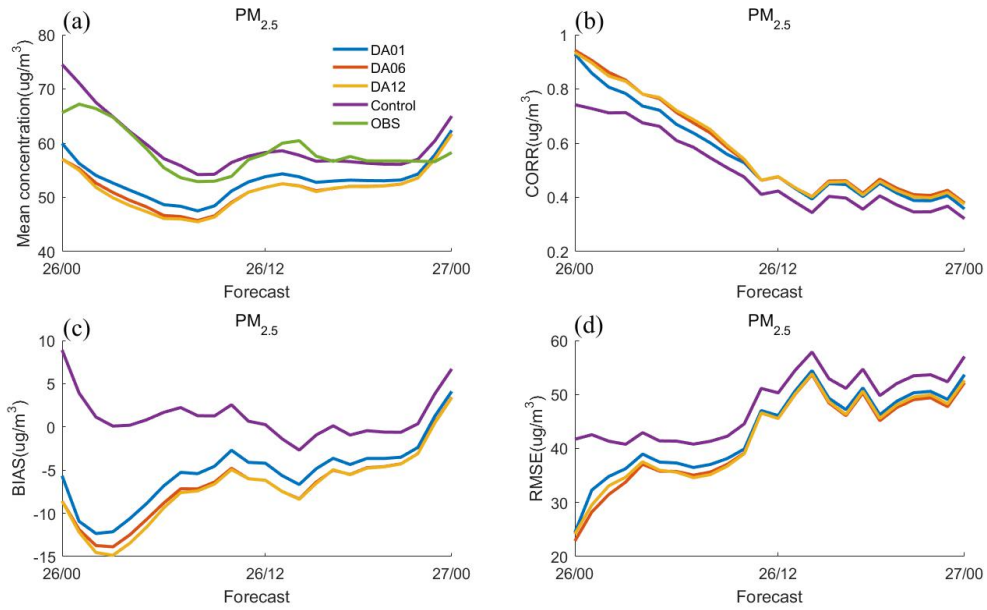 (a)
PM2.5
Mean concentration(ug/m3)
80
70
60
50
40
DA01
DA06
DA12
Control
OBS
26/00
26/12
27/00
Forecast
(b)
PM2.5
CORR(ug/m3)
1
0.8
0.6
0.4
0.2
26/00
26/12
27/00
Forecast
(c)
PM2.5
BIAS(ug/m3)
10
5
0
-5
-10
-15
26/00
26/12
27/00
Forecast
(d)
PM2.5
RMSE(ug/m3)
60
50
40
30
20
26/00
26/12
27/00
Forecast